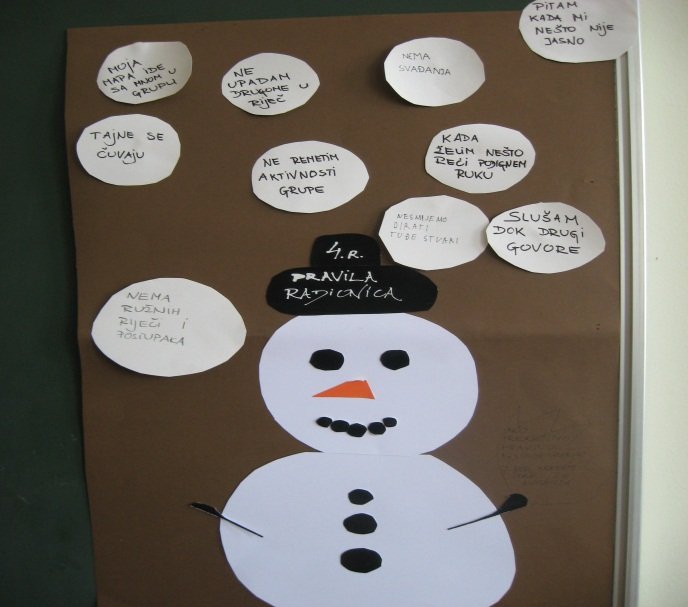 PITAM
KADA MI
NEŠTO NIJE
JASNO
MOJA
MAPA IDE
SA MNOM U
GRUPU
NE
UPADAM
DRUGOME U
RIJEČ
NEMA
SVAĐANJA
TAJNE SE
ČUVAJU
NE REMETIM
AKTIVNOSTI
GRUPE
KADA
ŽELIM NEŠTO
REĆI PODIGNEM
RUKU
NESMIJEMO
DIRATI
TUĐE STVARI
SLUŠAM
DOK DRUGI
GOVORE
4.R.
PRAVILA
RADIONICA
NEMA
RUŽNIH
RIJEČI I
POSTUPAKA